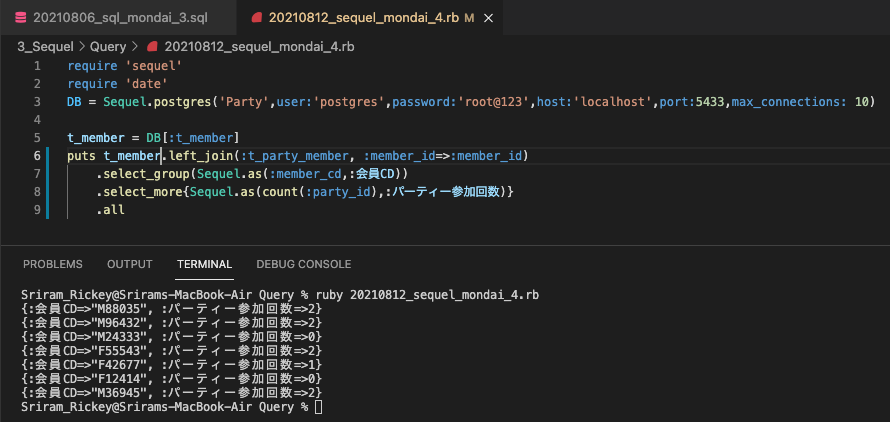 20210806_sql_mondai_3.sql
20210812_sequel_mondai_4.rb M ×
3_Sequel > Query > 20210812_sequel_mondai_4.rb
1 require 'sequel'
2 require 'date'
3 DB = Sequel.postgres('Party',user:'postgres',password:'root@123',host:'localhost',port:5433,max_connections: 10)
4
5 t_member = DB[:t_member]
6 puts t_member.left_join(:t_party_member, :member_id=>:member_id)
7 .select_group(Sequel.as(:member_cd,:会員CD))
8 .select_more{Sequel.as(count(:party_id),:パーティー参加回数)}
9 .all
PROBLEMS OUTPUT TERMINAL DEBUG CONSOLE
Sriram_Rickey@Srirams-MacBook-Air Query % ruby 20210812_sequel_mondai_4.rb
{:会員CD=>"M88035", :パーティー参加回数=>2}
{:会員CD=>"M96432", :パーティー参加回数=>2}
{:会員CD=>"M24333", :パーティー参加回数=>0}
{:会員CD=>"F55543", :パーティー参加回数=>2}
{:会員CD=>"F42677", :パーティー参加回数=>1}
{:会員CD=>"F12414", :パーティー参加回数=>0}
{:会員CD=>"M36945", :パーティー参加回数=>2}
Sriram_Rickey@Srirams-MacBook-Air Query %